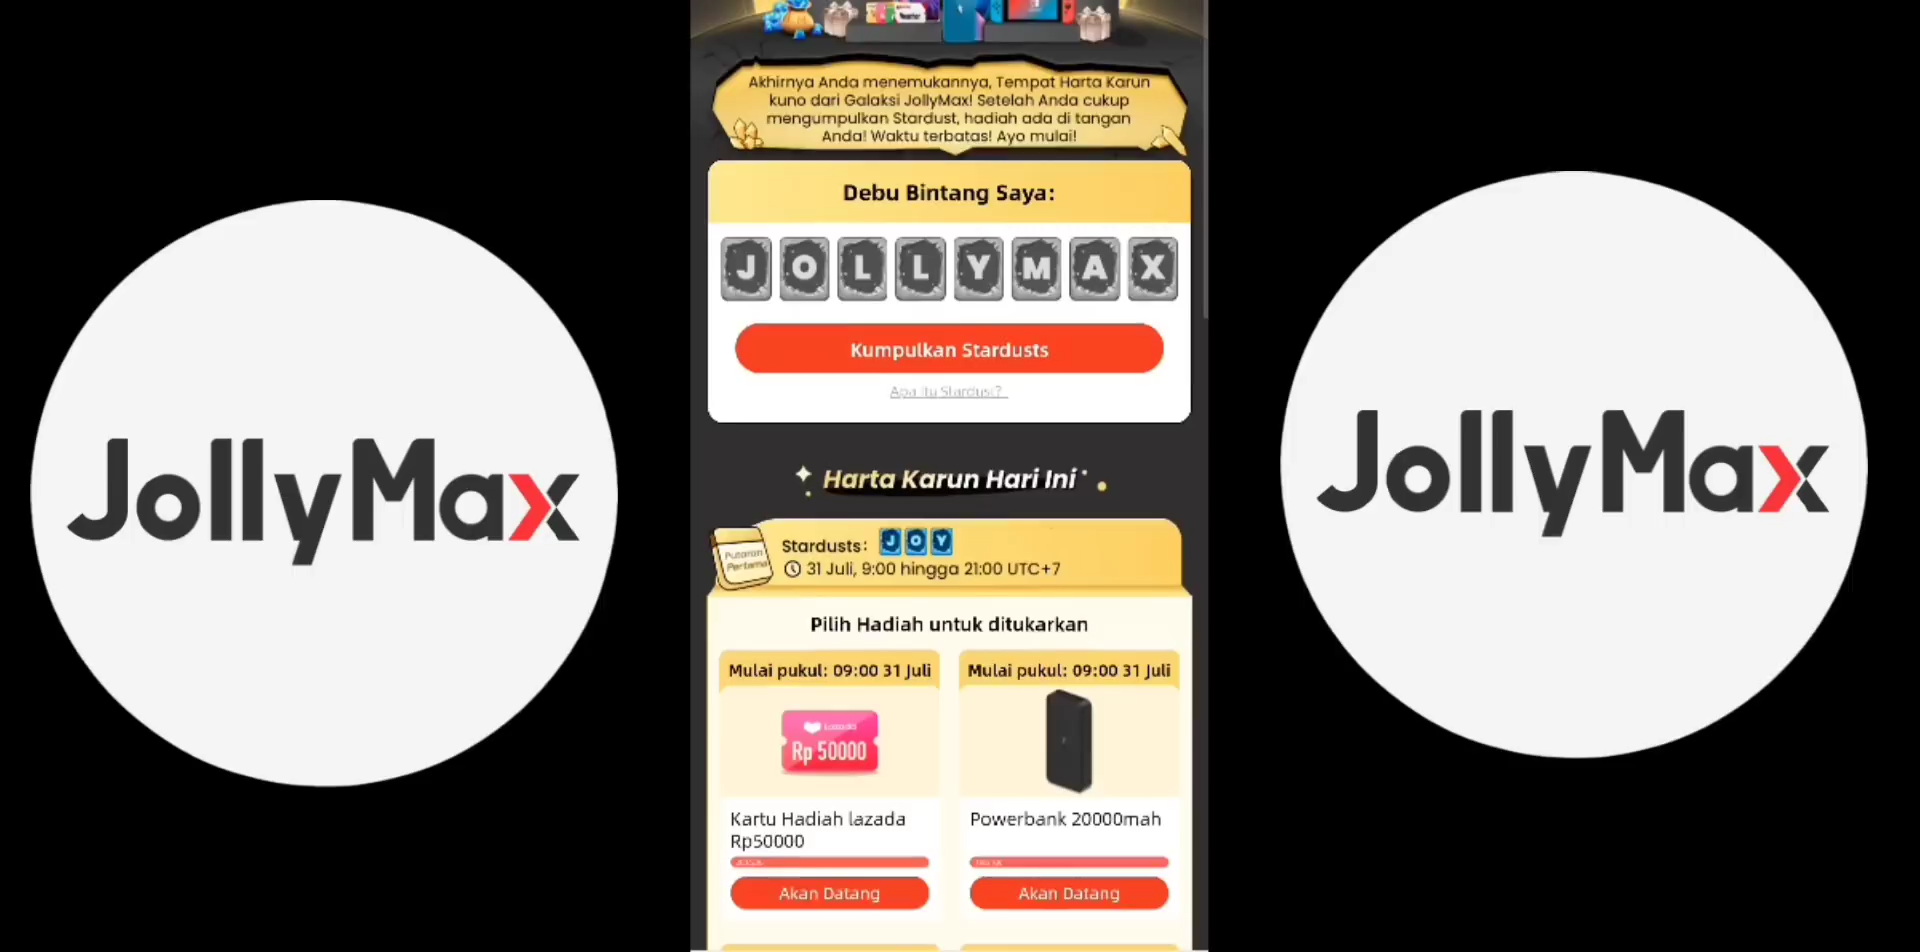 JollyMax
Akhirnya Anda menemukannya, Tempat Harta Karun
kuno dari Galaksi JollyMax! Setelah Anda cukup
mengumpulkan Stardust, hadiah ada di tangan
Anda! Waktu terbatas! Ayo mulai!
Debu Bintang Saya:
J O L L Y M A X
Kumpulkan Stardusts
Apa Itu Stardust?
Harta Karun Hari Ini
Putaran
Pertama
Stardusts: J O Y
31 Juli, 9:00 hingga 21:00 UTC+7
Pilih Hadiah untuk ditukarkan
Mulai pukul: 09:00 31 Juli
Lazada
Rp 50000
Kartu Hadiah lazada
Rp50000
Akan Datang
Mulai pukul: 09:00 31 Juli
Powerbank 20000mah
Akan Datang
JollyMax